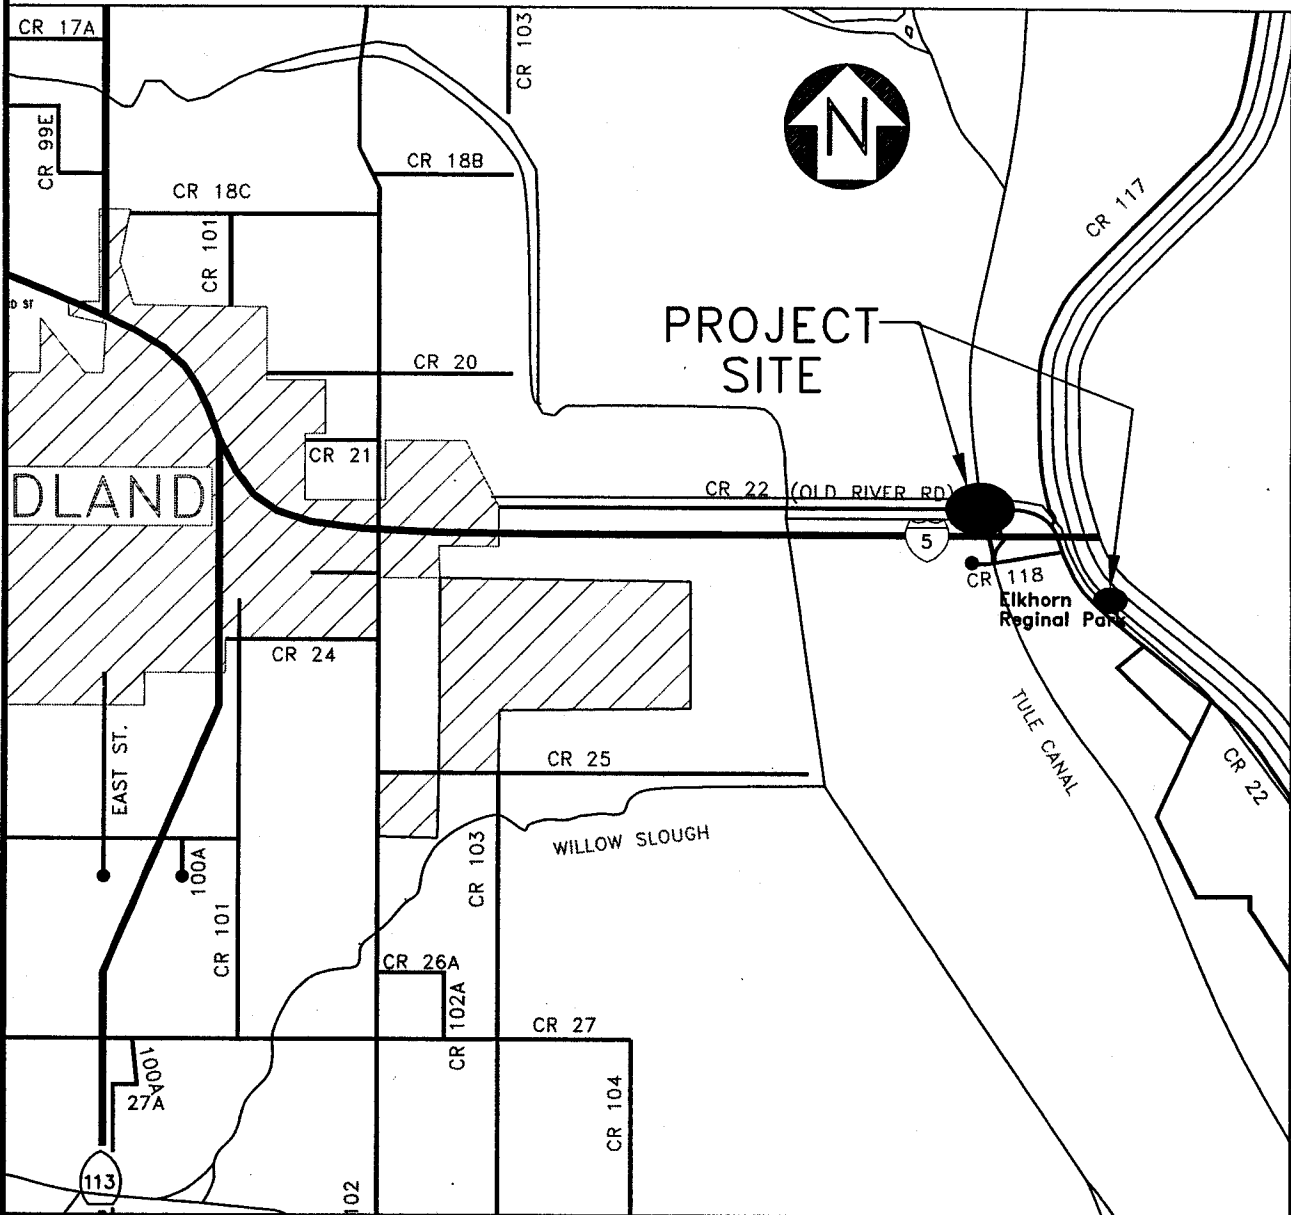 CR 17A
CR 103
CR 99E
N
CR 18B
CR 18C
CR 101
CR 117
D ST
PROJECT
SITE
CR 20
CR 21
DLAND
CR 22 (OLD RIVER RD)
5
CR 118
Elkhorn
Reginal Park
CR 24
TULE CANAL
EAST ST.
CR 25
CR 22
WILLOW SLOUGH
100A
CR 103
CR 101
CR 26A
CR 102A
CR 27
100A
27A
CR 104
113
102